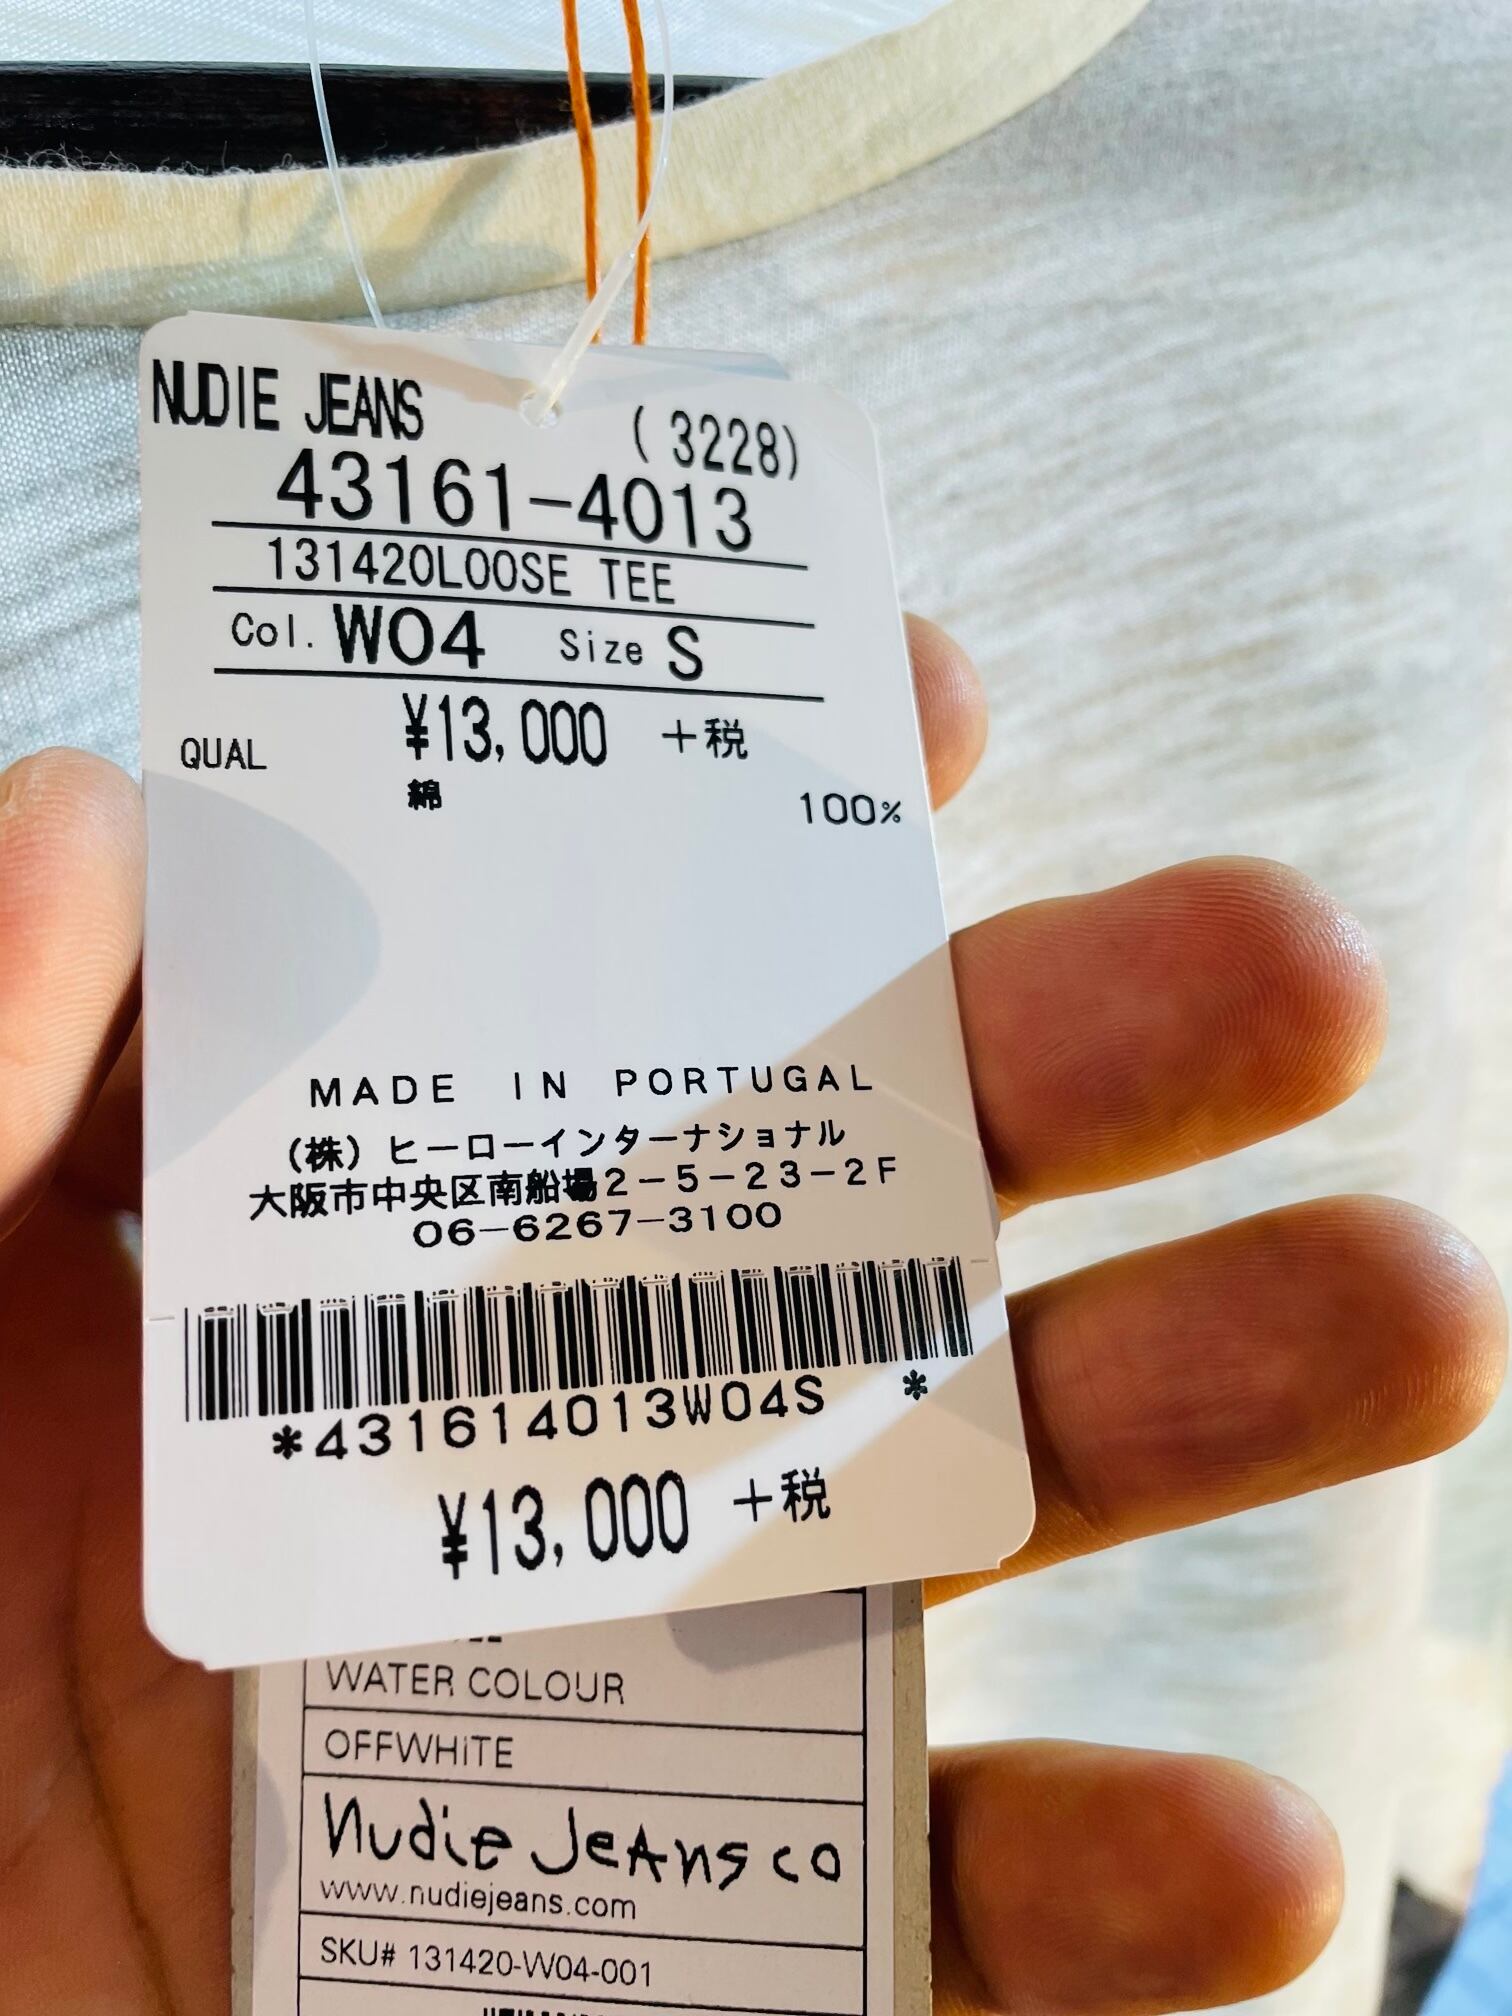 NUDIE JEANS
(3228)
43161-4013
131420LOOSE TEE
Col. W04 Size S
¥13,000 +税
QUAL
綿 100%
MADE IN PORTUGAL
(株)ヒーローインターナショナル
大阪市中央区南船場2-5-23-2F
06-6267-3100
*431614013W04S *
¥13,000 +税
WATER COLOUR
OFFWHITE
nudie jeans co
www.nudiejeans.com
SKU# 131420-W04-001